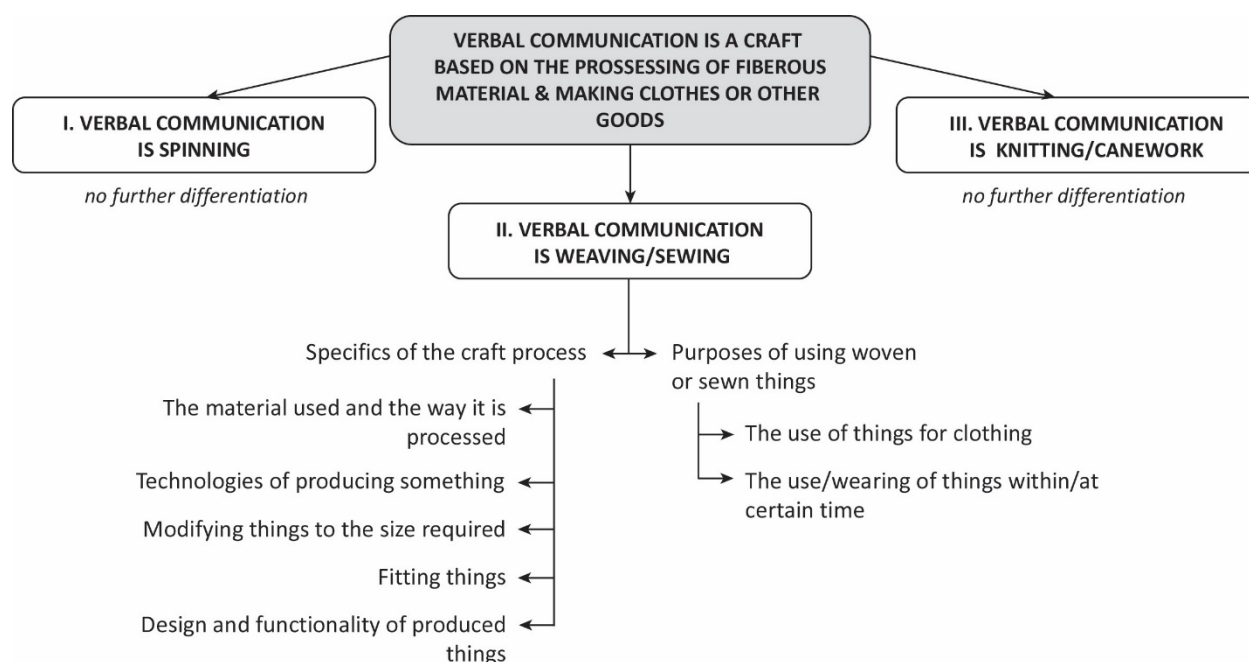 VERBAL COMMUNICATION IS A CRAFT
BASED ON THE PROSSESSING OF FIBEROUS
MATERIAL & MAKING CLOTHES OR OTHER
GOODS
I. VERBAL COMMUNICATION
IS SPINNING
no further differentiation
III. VERBAL COMMUNICATION
IS KNITTING/CANEWORK
no further differentiation
II. VERBAL COMMUNICATION
IS WEAVING/SEWING
Specifics of the craft process
The material used and the way it is
processed
Technologies of producing something
Modifying things to the size required
Fitting things
Design and functionality of produced
things
Purposes of using woven
or sewn things
The use of things for clothing
The use/wearing of things within/at
certain time